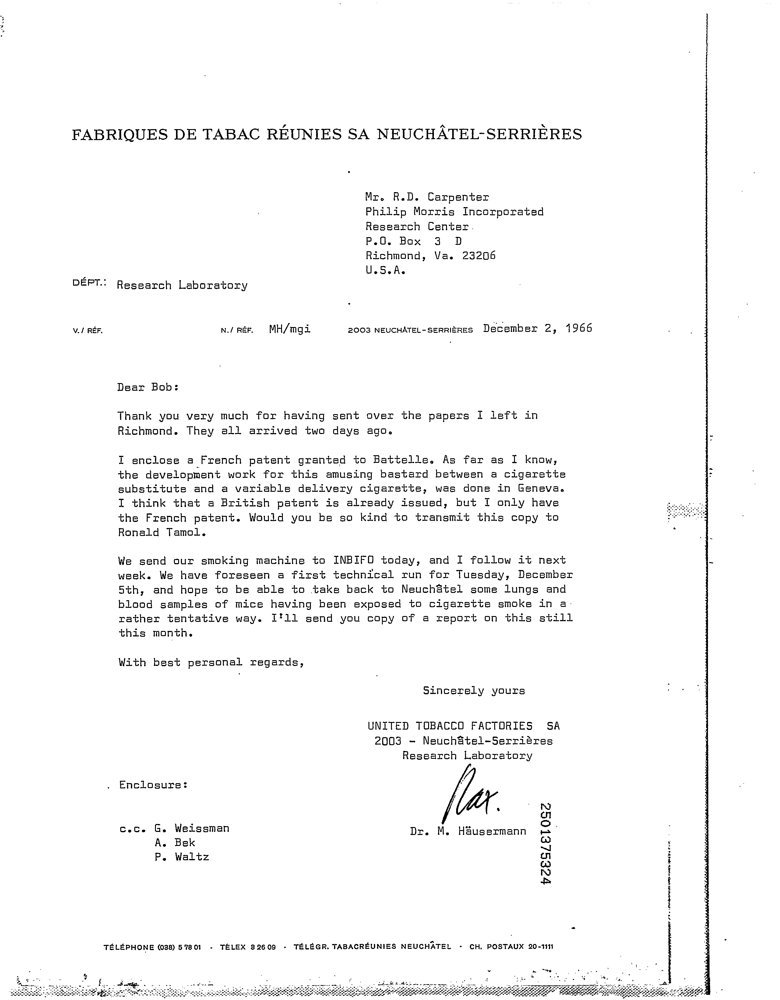 FABRIQUES DE TABAC RÉUNIES SA NEUCHÂTEL-SERRIÈRES
Mr. R.D. Carpenter
Philip Morris Incorporated
Research Center
P.O. Box 3 D
Richmond, Va. 23206
U.S.A.
DÉPT.: Research Laboratory
V./ RÉF. N./ RÉF. MH/mgi 2003 NEUCHÂTEL-SERRIÈRES December 2, 1966
Dear Bob:
Thank you very much for having sent over the papers I left in
Richmond. They all arrived two days ago.
I enclose a French patent granted to Battelle. As far as I know,
the development work for this amusing bastard between a cigarette
substitute and a variable delivery cigarette, was done in Geneva.
I think that a British patent is already issued, but I only have
the French patent. Would you be so kind to transmit this copy to
Ronald Tamol.
We send our smoking machine to INBIFO today, and I follow it next
week. We have foreseen a first technical run for Tuesday, December
5th, and hope to be able to take back to Neuchâtel some lungs and
blood samples of mice having been exposed to cigarette smoke in a
rather tentative way. I'll send you copy of a report on this still
this month.
With best personal regards,
Sincerely yours
UNITED TOBACCO FACTORIES SA
2003 - Neuchâtel-Serrières
Research Laboratory
Enclosure:
Max.
c.c. G. Weissman
A. Bek
P. Waltz
Dr. M. Häusermann
2501375324
TÉLÉPHONE (038) 5 78 01 · TÉLEX 3 26 09 · TÉLÉGR. TABACRÉUNIES NEUCHÂTEL · CH. POSTAUX 20-1111